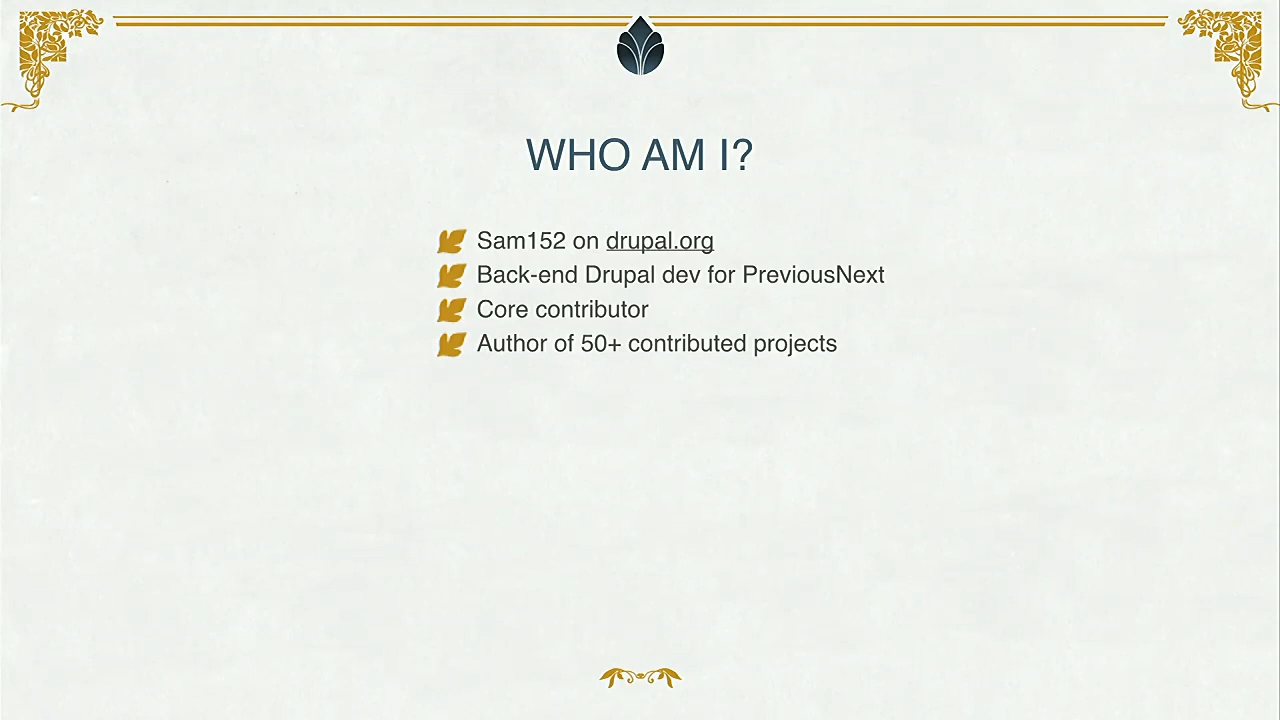 WHO AM I?
Sam152 on drupal.org
Back-end Drupal dev for PreviousNext
Core contributor
Author of 50+ contributed projects